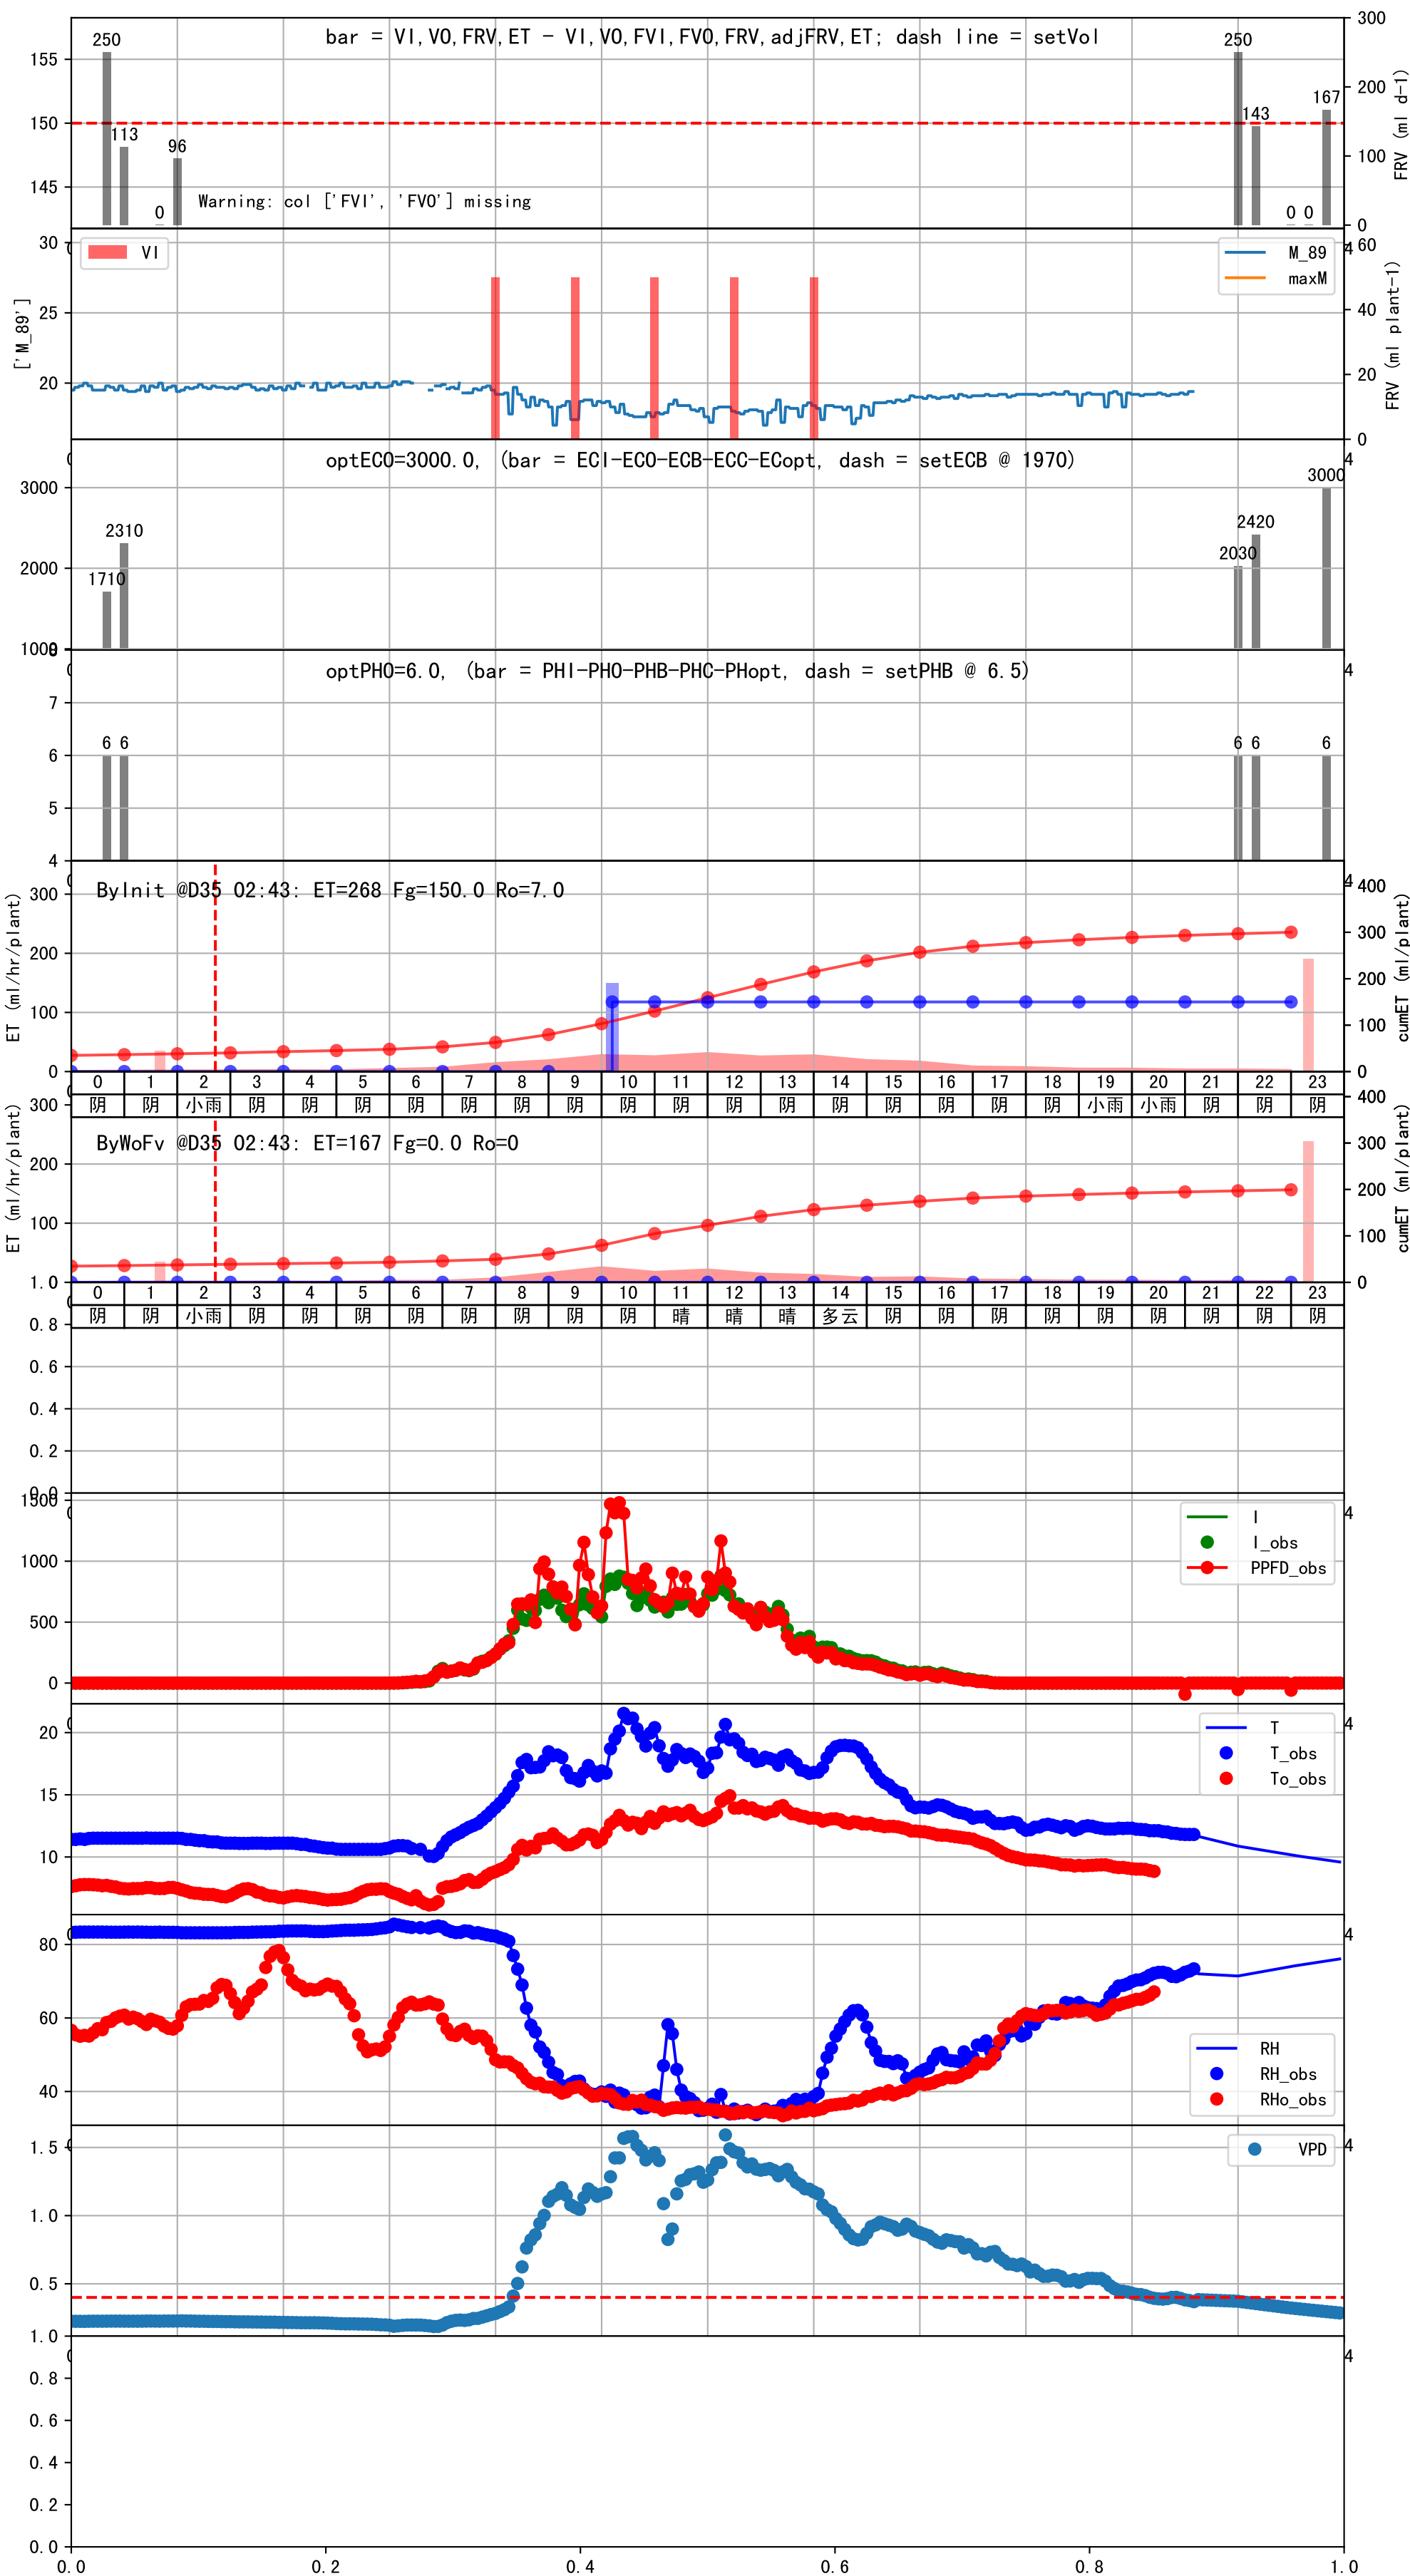 bar = VI,VO,FRV,ET - VI,VO,FVI,FVO,FRV,adjFRV,ET; dash line = setVol
250 113 0 96 250 143 0 0 167
155 150 145
300 200 100 0
FRV (ml d-1)
Warning: col ['FVI', 'FVO'] missing
VI
M_89
maxM
30 25 20
['M_89']
60 40 20 0
FRV (ml plant-1)
optECO=3000.0, (bar = ECI-ECO-ECB-ECC-ECopt, dash = setECB @ 1970)
1710 2310 2030 2420 3000
3000 2000 1000
optPHO=6.0, (bar = PHI-PHO-PHB-PHC-PHopt, dash = setPHB @ 6.5)
6 6 6 6 6
7 6 5 4
ByInit @D35 02:43: ET=268 Fg=150.0 Ro=7.0
300 200 100 0
ET (ml/hr/plant)
400 300 200 100 0
cumET (ml/plant)
0 1 2 3 4 5 6 7 8 9 10 11 12 13 14 15 16 17 18 19 20 21 22 23
阴 阴 小雨 阴 阴 阴 阴 阴 阴 阴 阴 阴 阴 阴 阴 阴 阴 阴 阴 小雨 小雨 阴 阴 阴
ByWoFv @D35 02:43: ET=167 Fg=0.0 Ro=0
300 200 100
ET (ml/hr/plant)
400 300 200 100 0
cumET (ml/plant)
0 1 2 3 4 5 6 7 8 9 10 11 12 13 14 15 16 17 18 19 20 21 22 23
阴 阴 小雨 阴 阴 阴 阴 阴 阴 阴 阴 晴 晴 晴 多云 阴 阴 阴 阴 阴 阴 阴 阴 阴
1.0 0.8 0.6 0.4 0.2 0.0
1500 1000 500 0
I
I_obs
PPFD_obs
20 15 10
T
T_obs
To_obs
80 60 40
RH
RH_obs
RHo_obs
1.5 1.0 0.5
VPD
1.0 0.8 0.6 0.4 0.2 0.0
0.0 0.2 0.4 0.6 0.8 1.0